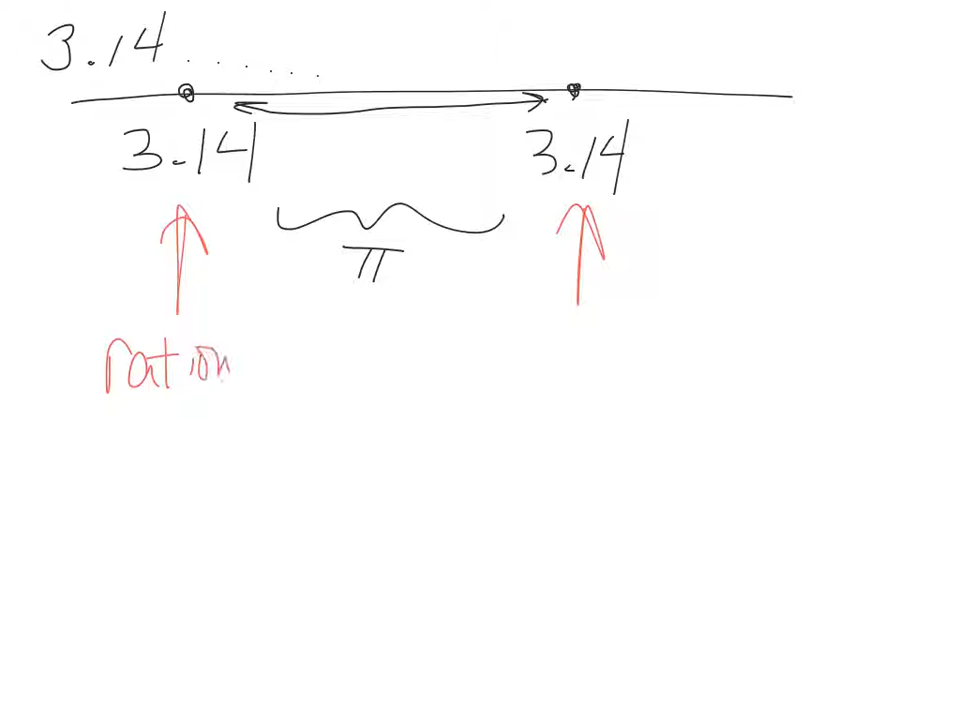 3.14......
3.14 3.14
π
ration